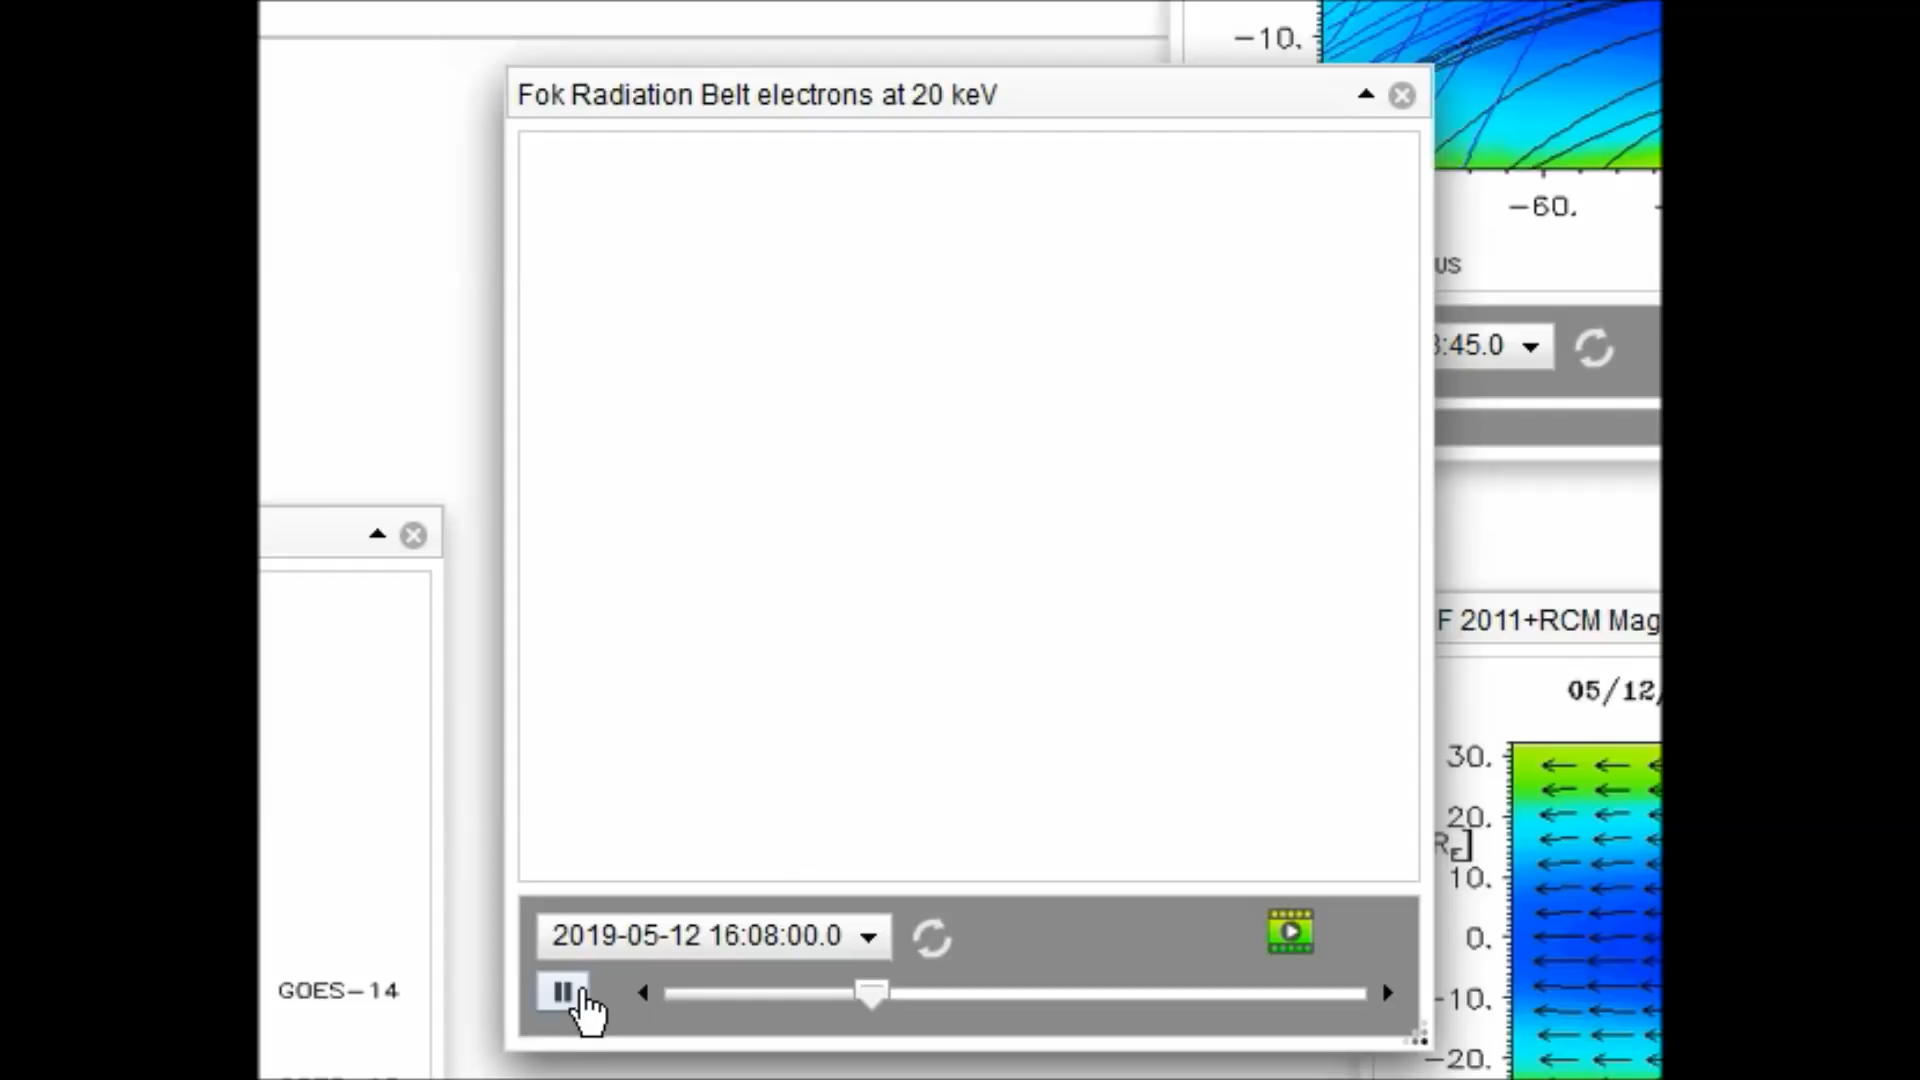 -10.
Fok Radiation Belt electrons at 20 keV
-60.
us
:45.0
F 2011+RCM Mag
05/12/
30.
20.
10.
0.
-10.
-20.
2019-05-12 16:08:00.0
GOES-14